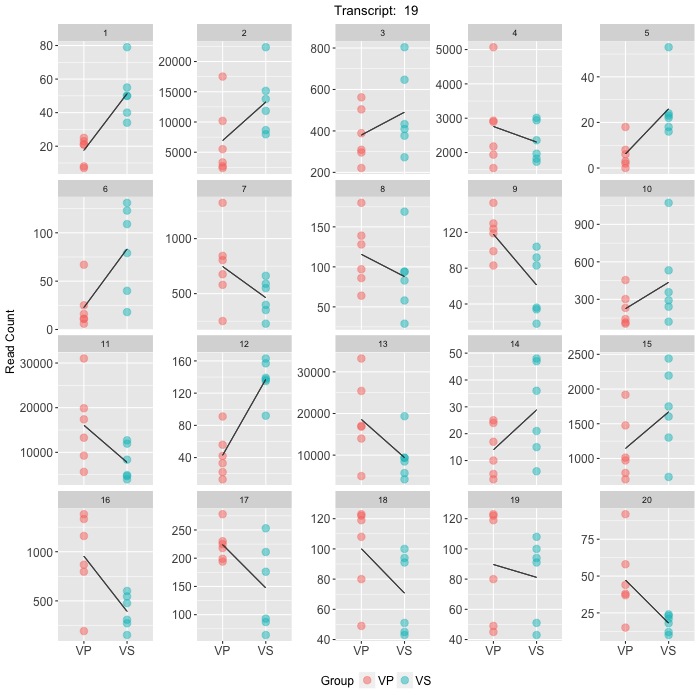 Transcript: 19
1 2 3 4 5
80 60 40 20
20000 15000 10000 5000
800 600 400 200
5000 4000 3000 2000
40 20 0
6 7 8 9 10
100 50 0
1000 500
150 100 50
120 80 40
900 600 300
Read Count
11 12 13 14 15
30000 20000 10000
160 120 80 40
30000 20000 10000
50 40 30 20 10
2500 2000 1500 1000
16 17 18 19 20
1000 500
250 200 150 100
120 100 80 60 40
120 100 80 60 40
75 50 25
VP VS VP VS VP VS VP VS VP VS
Group VP VS